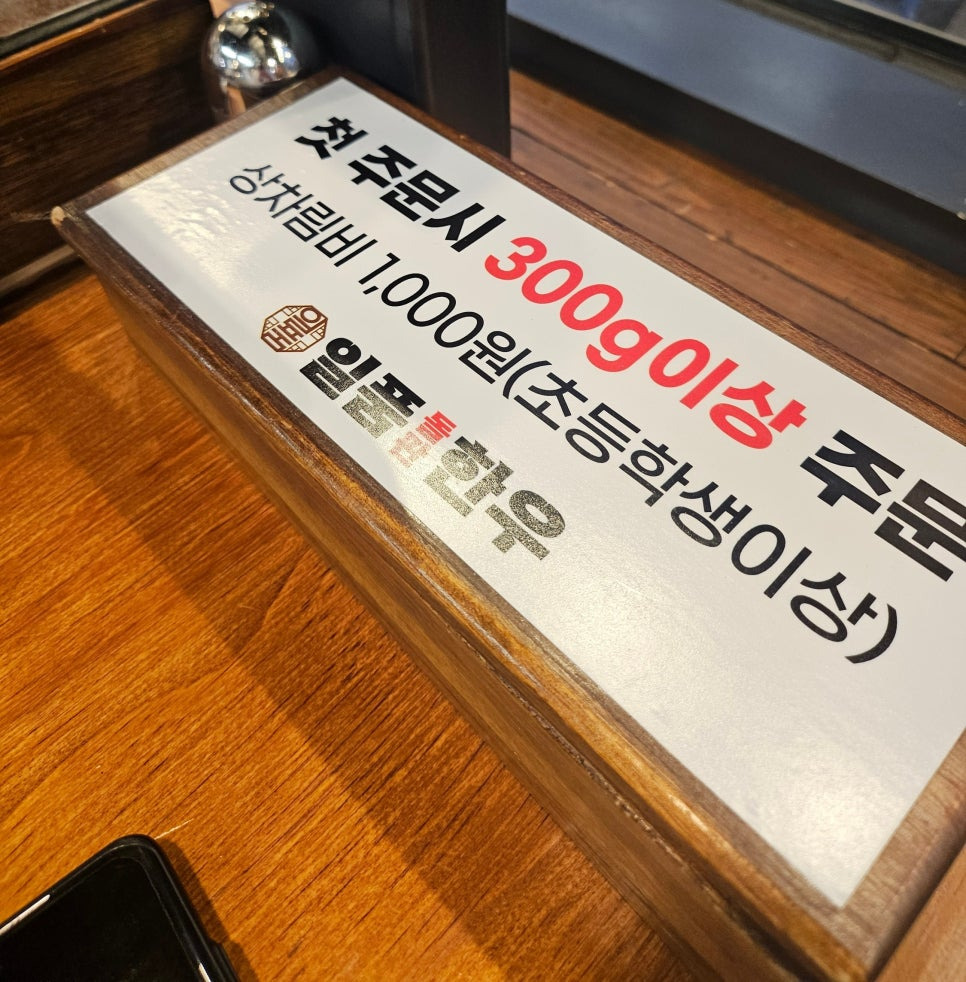 첫 주문시 300g이상 주문
상차림비 1,000원(초등학생이상)
일품 한우